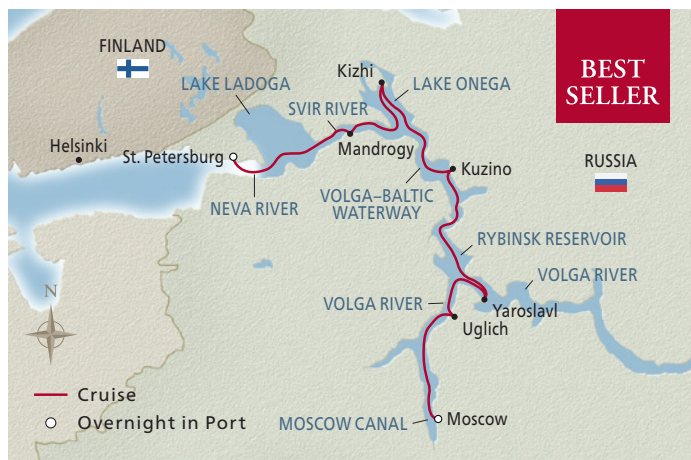 FINLAND
BEST
SELLER
Kizhi
LAKE LADOGA
LAKE ONEGA
SVIR RIVER
Helsinki
St. Petersburg
Mandrogy
Kuzino
RUSSIA
NEVA RIVER
VOLGA–BALTIC
WATERWAY
RYBINSK RESERVOIR
VOLGA RIVER
N
VOLGA RIVER
Yaroslavl
Uglich
Cruise
Overnight in Port
MOSCOW CANAL
Moscow